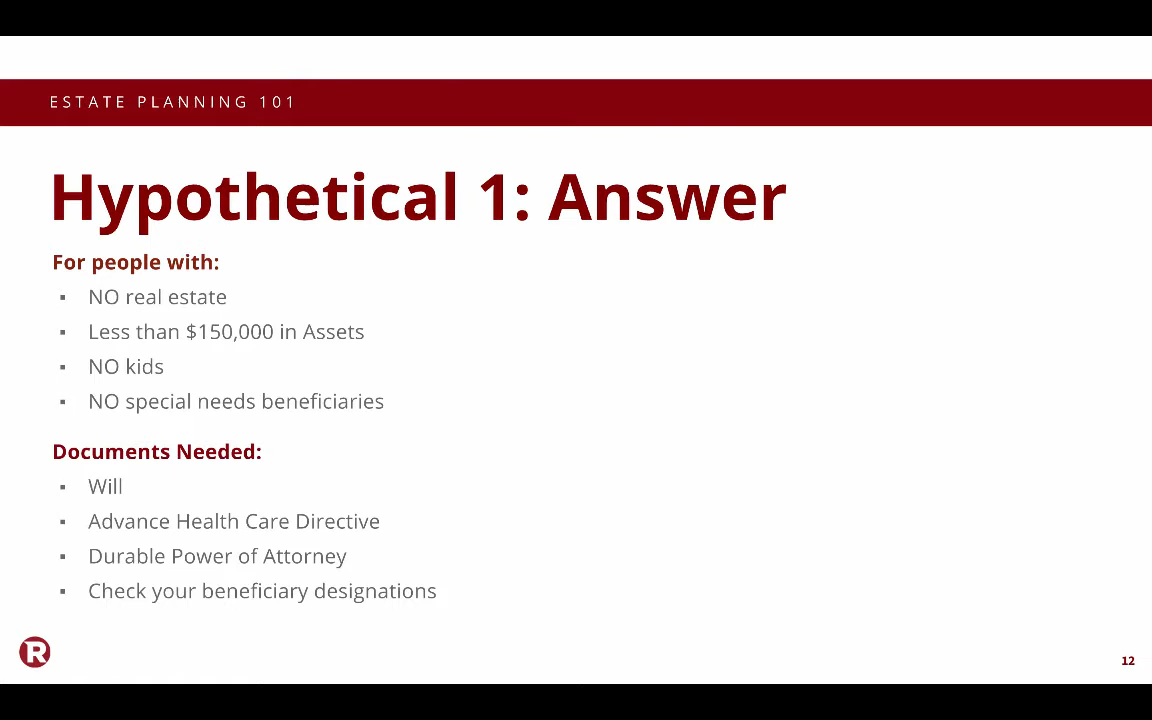 ESTATE PLANNING 101
Hypothetical 1: Answer
For people with:
▪ NO real estate
▪ Less than $150,000 in Assets
▪ NO kids
▪ NO special needs beneficiaries
Documents Needed:
▪ Will
▪ Advance Health Care Directive
▪ Durable Power of Attorney
▪ Check your beneficiary designations
R
12